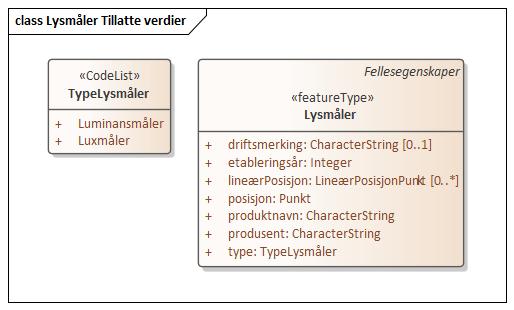 class Lysmåler Tillatte verdier
«CodeList»
TypeLysmåler
+ Luminansmåler
+ Luxmåler
Fellesegenskaper
«featureType»
Lysmåler
+ driftsmerking: CharacterString [0..1]
+ etableringsår: Integer
+ lineærPosisjon: LineærPosisjonPunkt [0..*]
+ posisjon: Punkt
+ produktnavn: CharacterString
+ produsent: CharacterString
+ type: TypeLysmåler